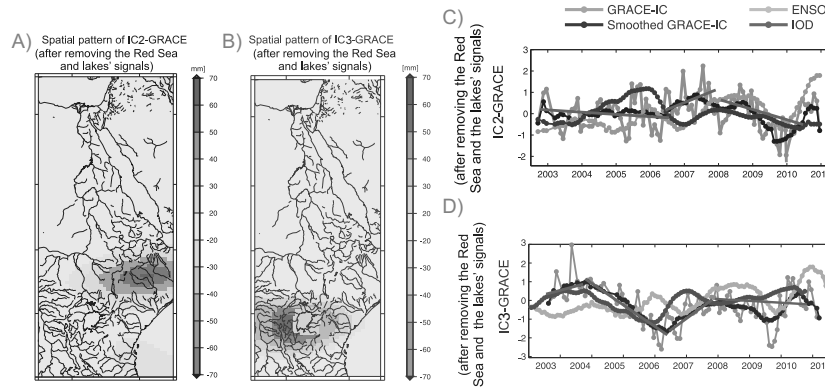 A)
Spatial pattern of IC2-GRACE
(after removing the Red Sea
and lakes' signals)
[mm]
70
60
50
40
30
20
10
-20
-30
-40
-50
-60
-70
B)
Spatial pattern of IC3-GRACE
(after removing the Red Sea
and lakes' signals)
[mm]
70
60
50
40
30
20
10
-20
-30
-40
-50
-60
-70
C)
GRACE-IC
Smoothed GRACE-IC
ENSO
IOD
(after removing the Red
Sea and the lakes' signals)
IC2-GRACE
3
2
1
0
-1
-2
2003 2004 2005 2006 2007 2008 2009 2010 201
D)
(after removing the Red
Sea and the lakes' signals)
IC3-GRACE
3
2
1
0
-1
-2
-3
2003 2004 2005 2006 2007 2008 2009 2010 201